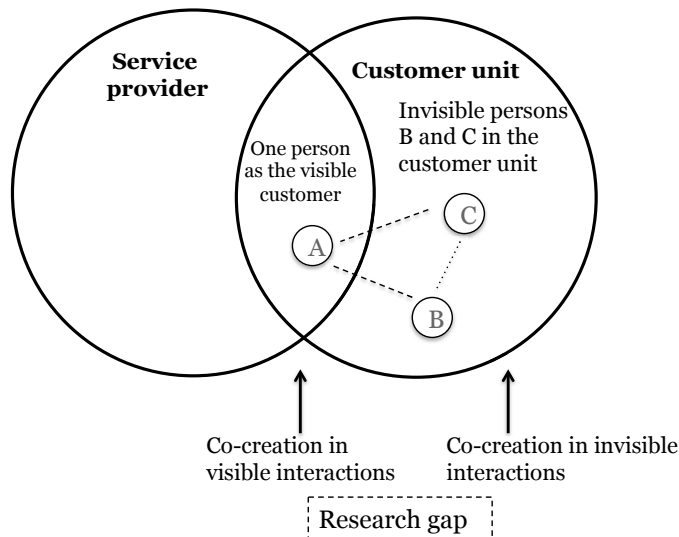 Service
provider
Customer unit
Invisible persons
B and C in the
customer unit
One person
as the visible
customer
C
A
B
Co-creation in
visible interactions
Co-creation in invisible
interactions
Research gap